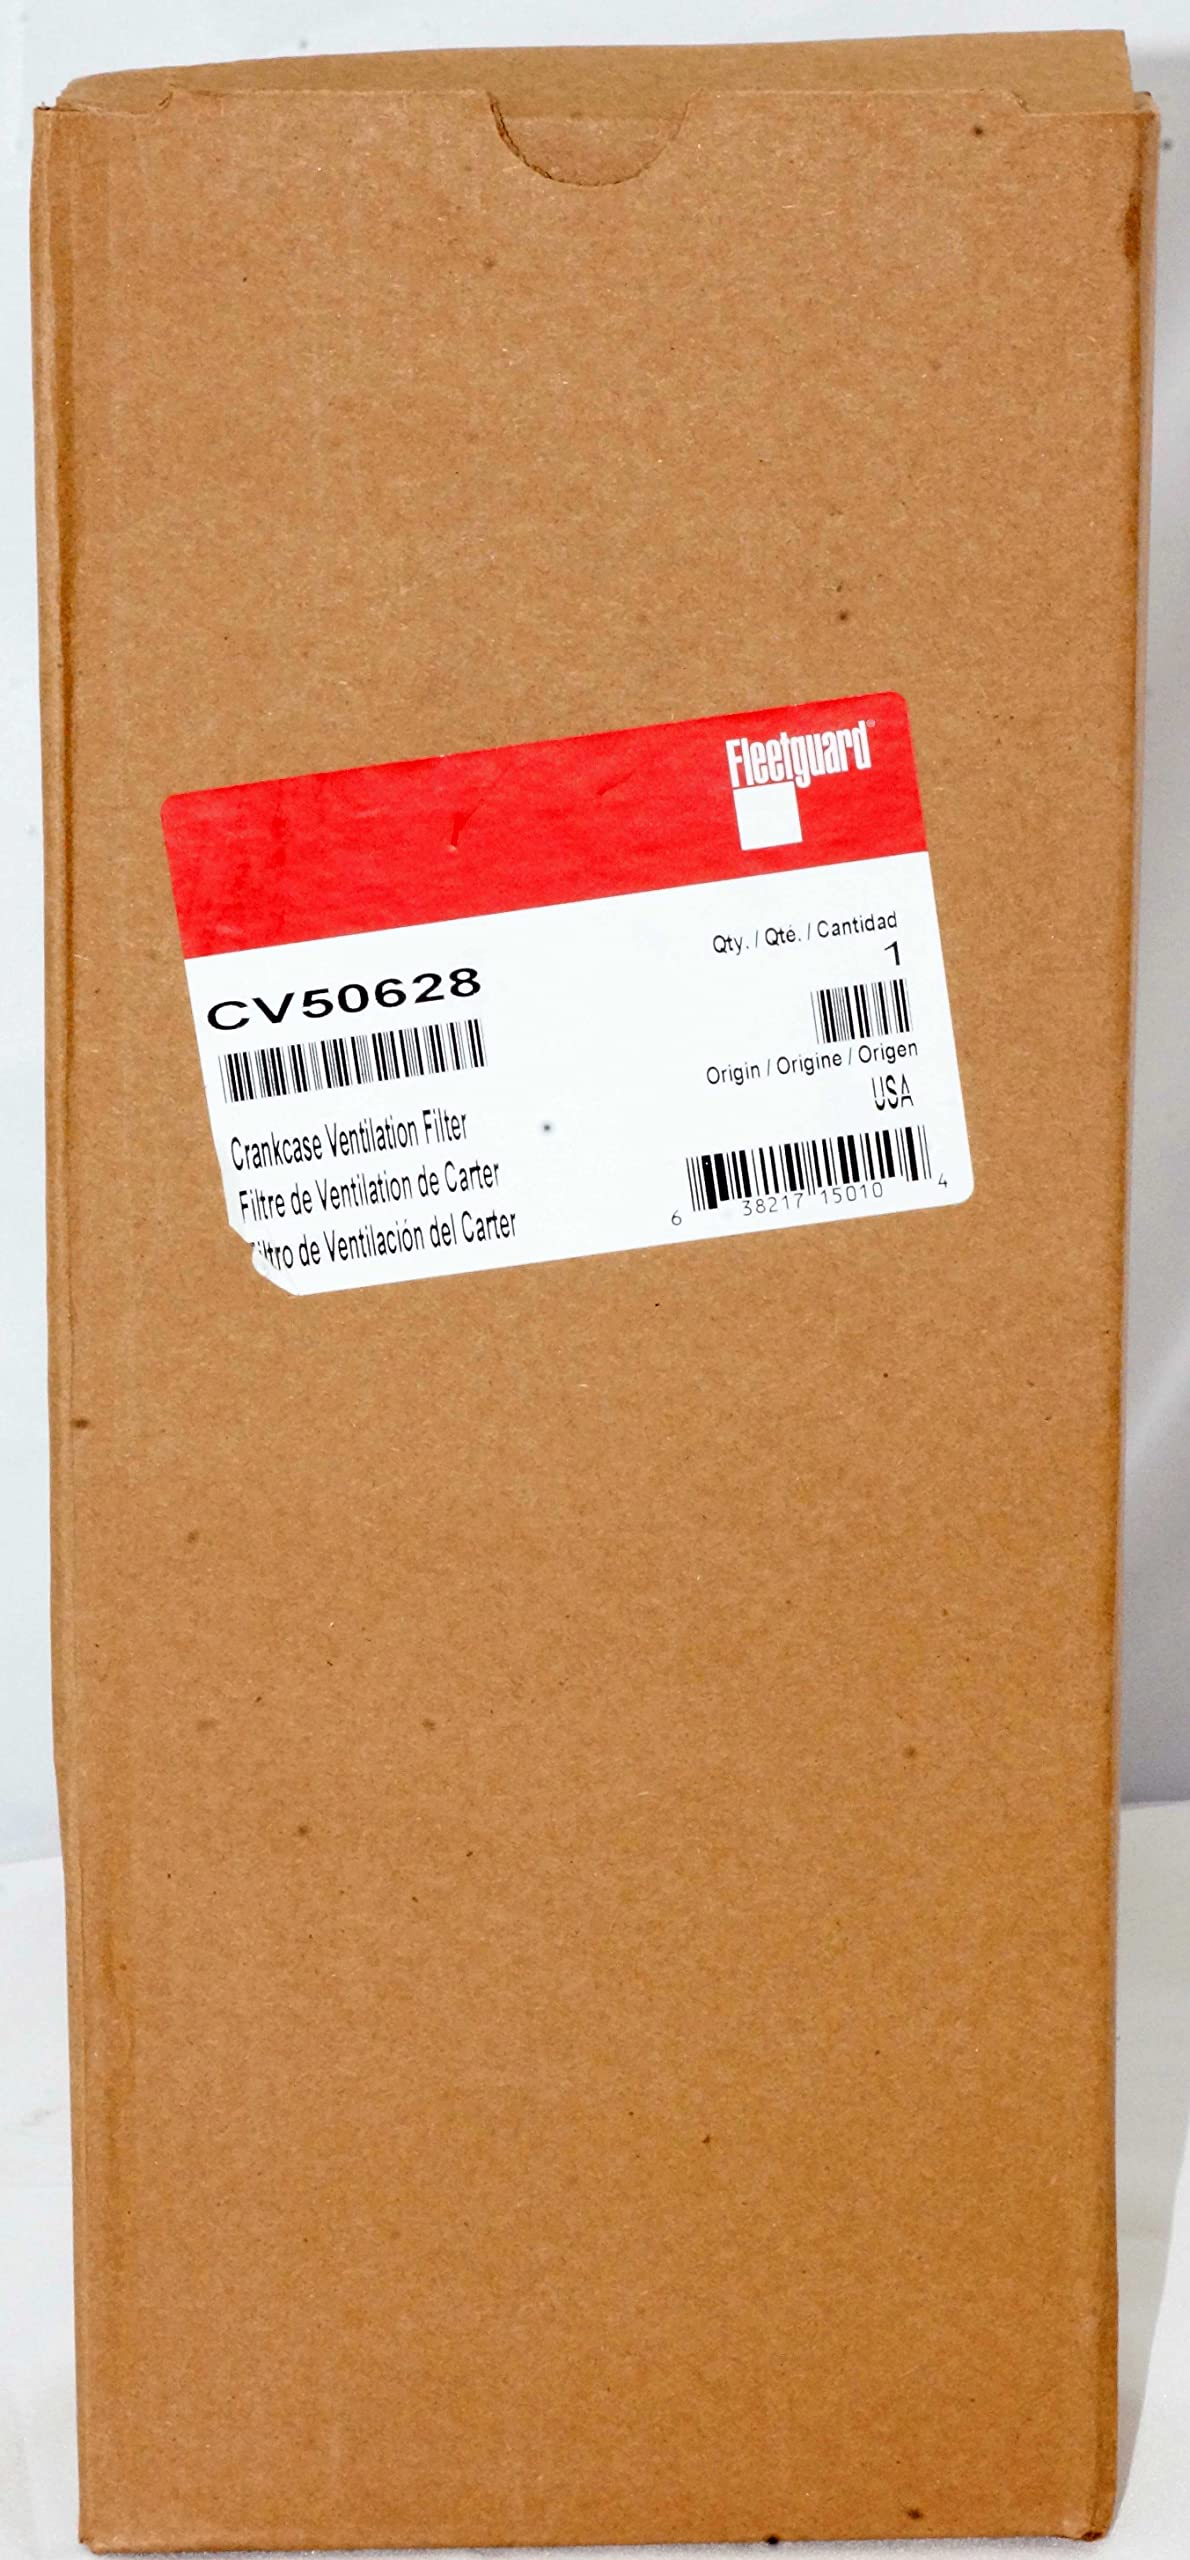 Fleetguard®
CV50628
Qty. / Qté. / Cantidad
1
Origin / Origine / Origen
USA
Crankcase Ventilation Filter
Filtre de Ventilation de Carter
Filtro de Ventilación del Carter
6 38217 15010 4